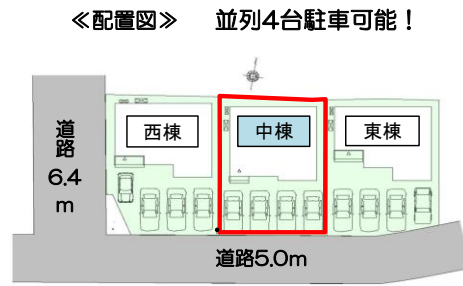 ≪配置図≫ 並列4台駐車可能！
道路6.4m
西棟
中棟
東棟
道路5.0m